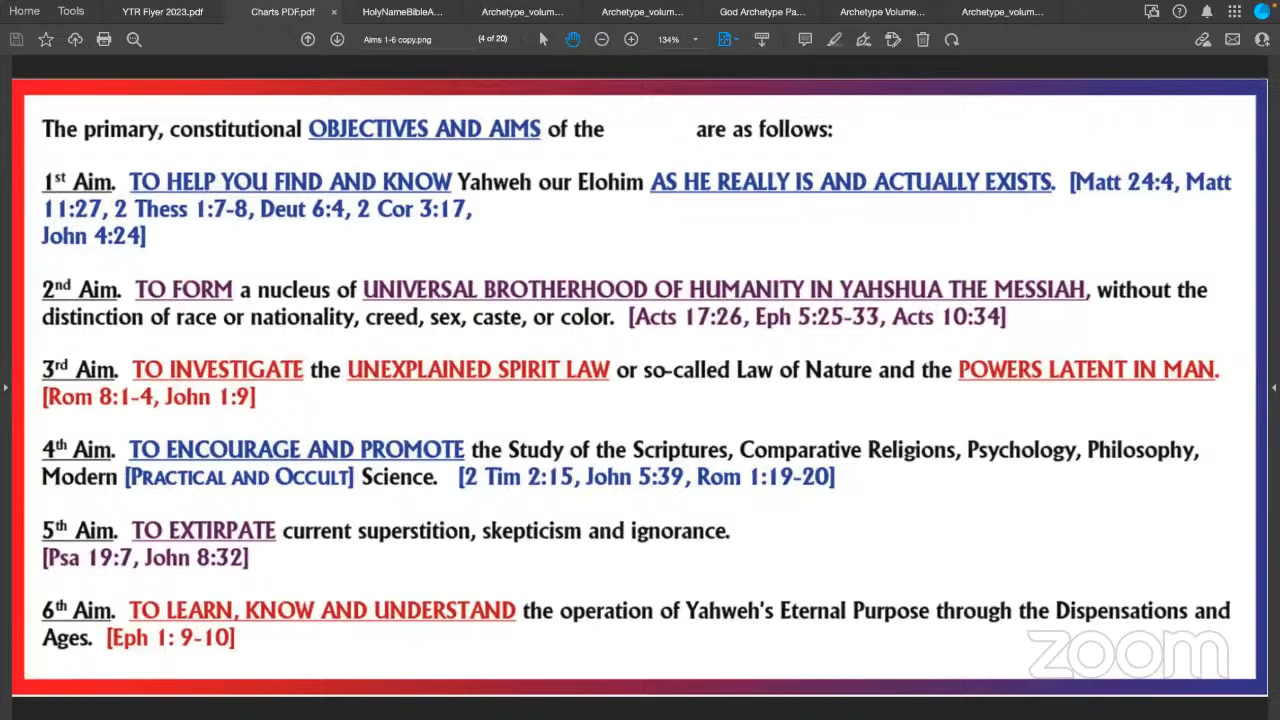 Home Tools YTR Flyer 2023.pdf Charts PDF.pdf × HolyNameBibleA... Archetype_volum... Archetype_volum... God Archetype Pa... Archetype Volume... Archetype_volum...
Aims 1-6 copy.png (4 of 20) 134%
The primary, constitutional OBJECTIVES AND AIMS of the are as follows:
1st Aim. TO HELP YOU FIND AND KNOW Yahweh our Elohim AS HE REALLY IS AND ACTUALLY EXISTS. [Matt 24:4, Matt
11:27, 2 Thess 1:7-8, Deut 6:4, 2 Cor 3:17,
John 4:24]
2nd Aim. TO FORM a nucleus of UNIVERSAL BROTHERHOOD OF HUMANITY IN YAHSHUA THE MESSIAH, without the
distinction of race or nationality, creed, sex, caste, or color. [Acts 17:26, Eph 5:25-33, Acts 10:34]
3rd Aim. TO INVESTIGATE the UNEXPLAINED SPIRIT LAW or so-called Law of Nature and the POWERS LATENT IN MAN.
[Rom 8:1-4, John 1:9]
4th Aim. TO ENCOURAGE AND PROMOTE the Study of the Scriptures, Comparative Religions, Psychology, Philosophy,
Modern [PRACTICAL AND OCCULT] Science. [2 Tim 2:15, John 5:39, Rom 1:19-20]
5th Aim. TO EXTIRPATE current superstition, skepticism and ignorance.
[Psa 19:7, John 8:32]
6th Aim. TO LEARN, KNOW AND UNDERSTAND the operation of Yahweh's Eternal Purpose through the Dispensations and
Ages. [Eph 1: 9-10]
zoom